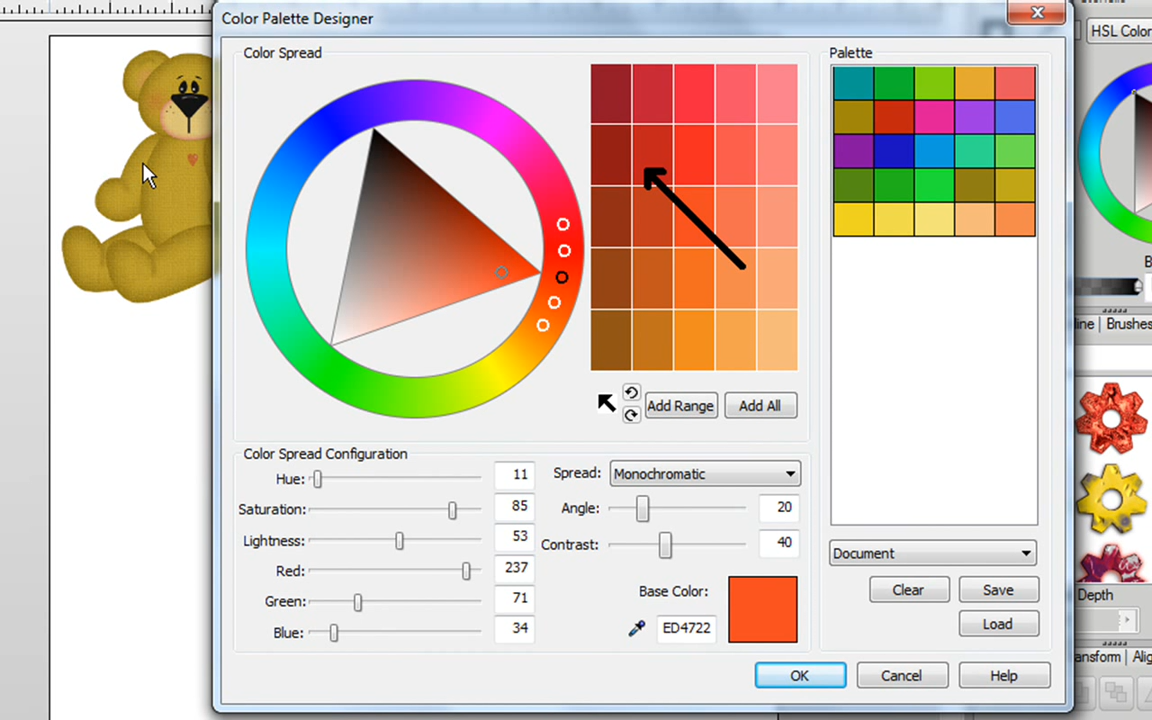 Color Palette Designer
Color Spread
Palette
HSL Color
Add Range
Add All
Color Spread Configuration
Hue: 11
Saturation: 85
Lightness: 53
Red: 237
Green: 71
Blue: 34
Spread: Monochromatic
Angle: 20
Contrast: 40
Base Color:
ED4722
Document
Clear
Save
Load
OK
Cancel
Help
line | Brushes
Depth
ansform | Alig
B